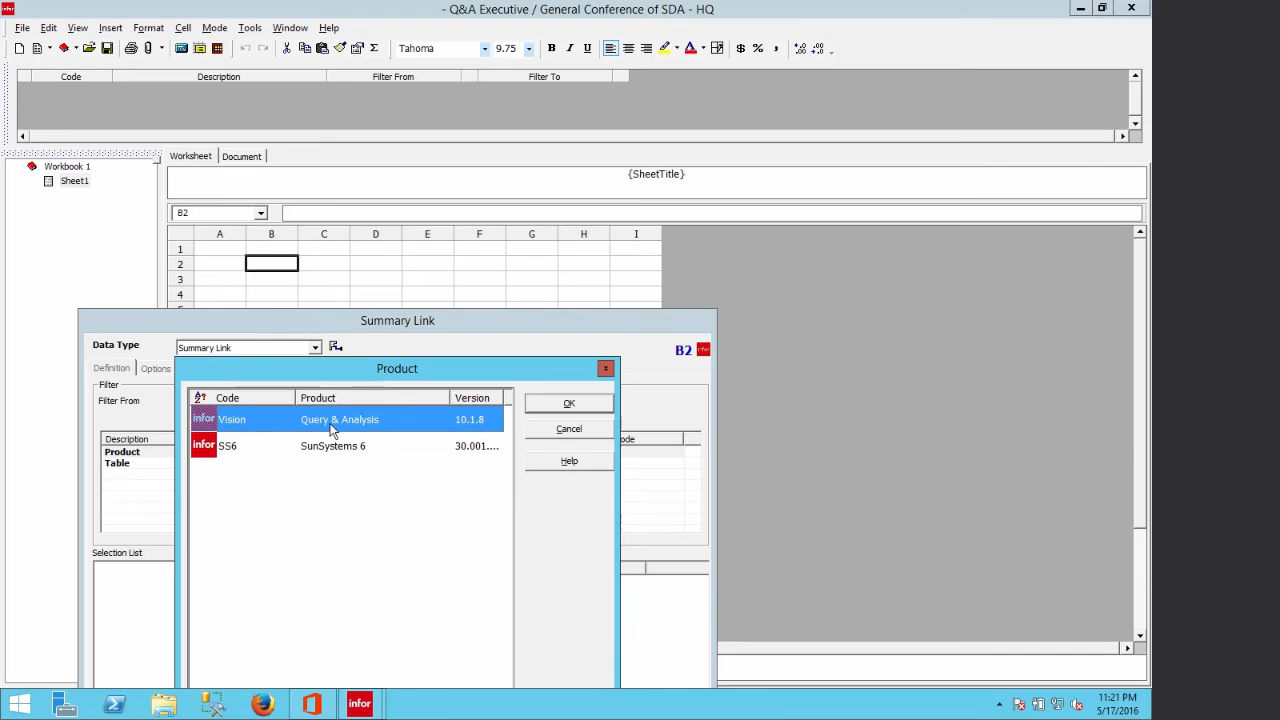 - Q&A Executive / General Conference of SDA - HQ
File Edit View Insert Format Cell Mode Tools Window Help
Tahoma 9.75 B I U A $ %
Code Description Filter From Filter To
Workbook 1
Sheet1
Worksheet Document
{SheetTitle}
B2
A B C D E F G H I
1
2
3
4
Summary Link
Data Type Summary Link
B2 infor
Definition Options
Filter
Filter From
Description
Product
Table
Selection List
Product
Code Product Version
infor Vision Query & Analysis 10.1.8
infor SS6 SunSystems 6 30.001....
OK
Cancel
Help
infor
11:21 PM
5/17/2016